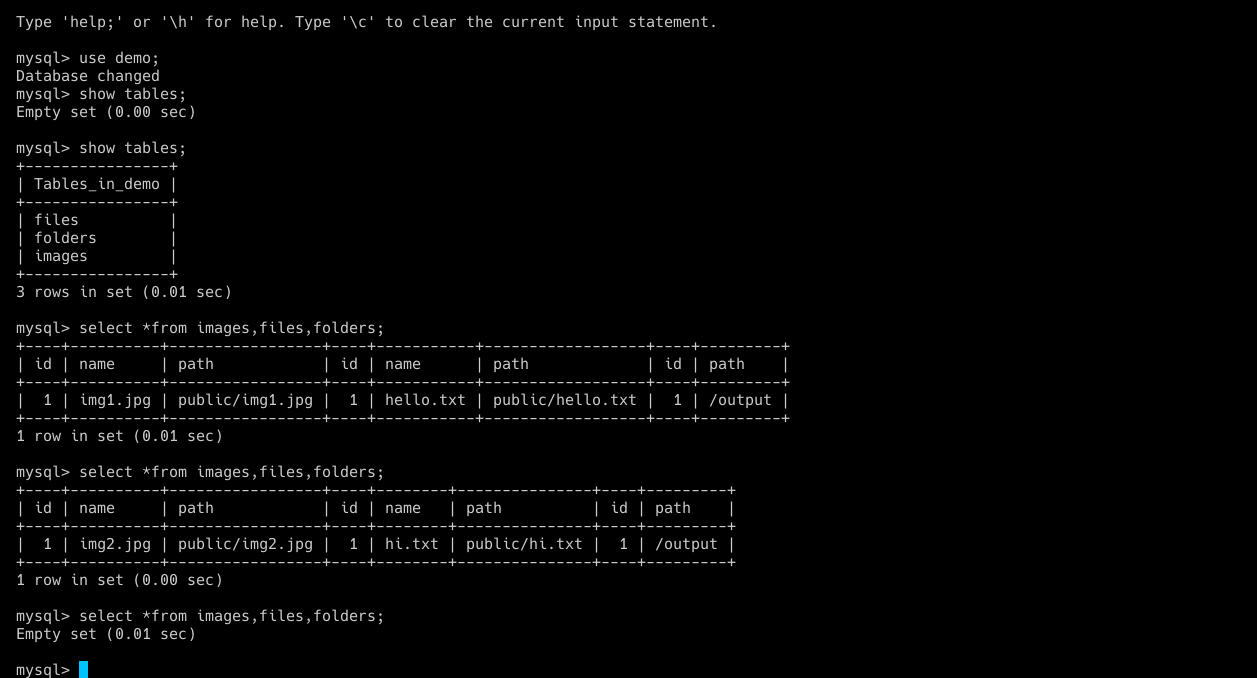 Type 'help;' or '\h' for help. Type '\c' to clear the current input statement.
mysql> use demo;
Database changed
mysql> show tables;
Empty set (0.00 sec)
mysql> show tables;
+----------------+
| Tables_in_demo |
+----------------+
| files          |
| folders        |
| images         |
+----------------+
3 rows in set (0.01 sec)
mysql> select *from images,files,folders;
+----+----------+-----------------+----+-----------+------------------+----+---------+
| id | name     | path            | id | name      | path             | id | path    |
+----+----------+-----------------+----+-----------+------------------+----+---------+
|  1 | img1.jpg | public/img1.jpg |  1 | hello.txt | public/hello.txt |  1 | /output |
+----+----------+-----------------+----+-----------+------------------+----+---------+
1 row in set (0.01 sec)
mysql> select *from images,files,folders;
+----+----------+-----------------+----+--------+---------------+----+---------+
| id | name     | path            | id | name   | path          | id | path    |
+----+----------+-----------------+----+--------+---------------+----+---------+
|  1 | img2.jpg | public/img2.jpg |  1 | hi.txt | public/hi.txt |  1 | /output |
+----+----------+-----------------+----+--------+---------------+----+---------+
1 row in set (0.00 sec)
mysql> select *from images,files,folders;
Empty set (0.01 sec)
mysql>